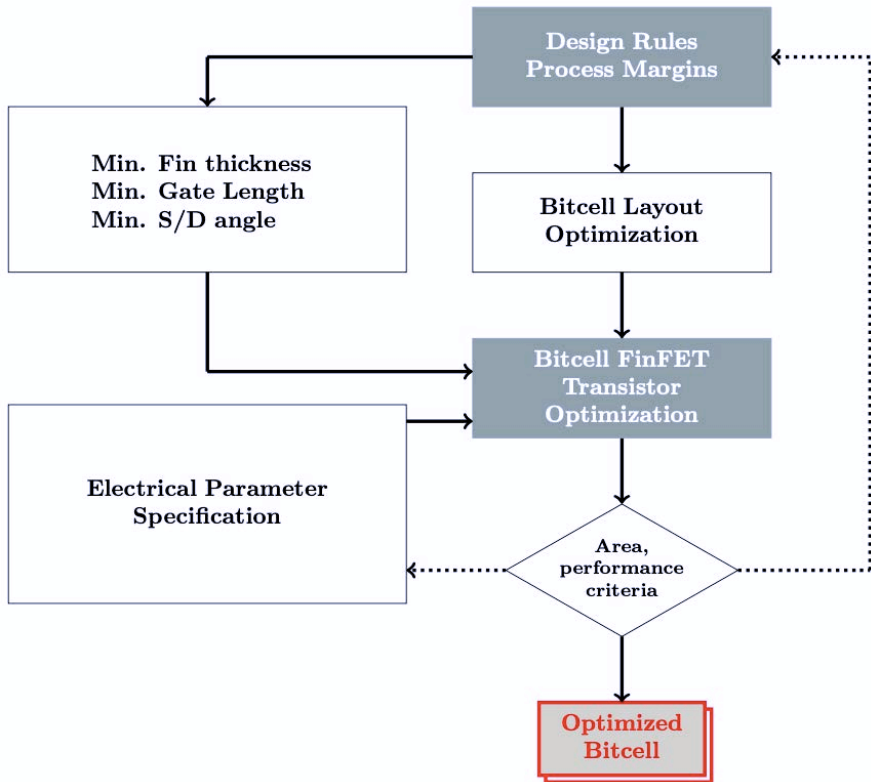 Design Rules
Process Margins
Min. Fin thickness
Min. Gate Length
Min. S/D angle
Bitcell Layout
Optimization
Bitcell FinFET
Transistor
Optimization
Electrical Parameter
Specification
Area,
performance
criteria
Optimized
Bitcell